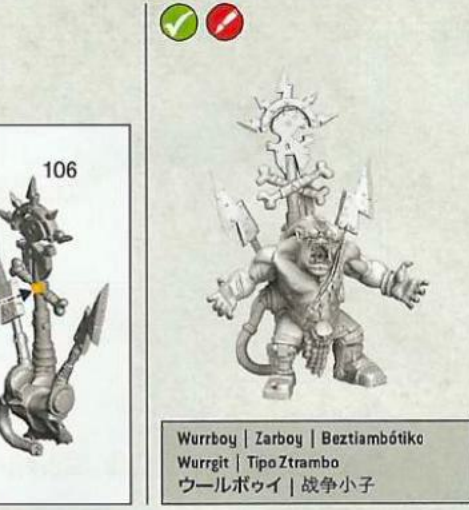 106
Wurrboy | Zarboy | Beztiambótiko
Wurrgit | Tipo Ztrambo
ウールボゥイ | 战争小子